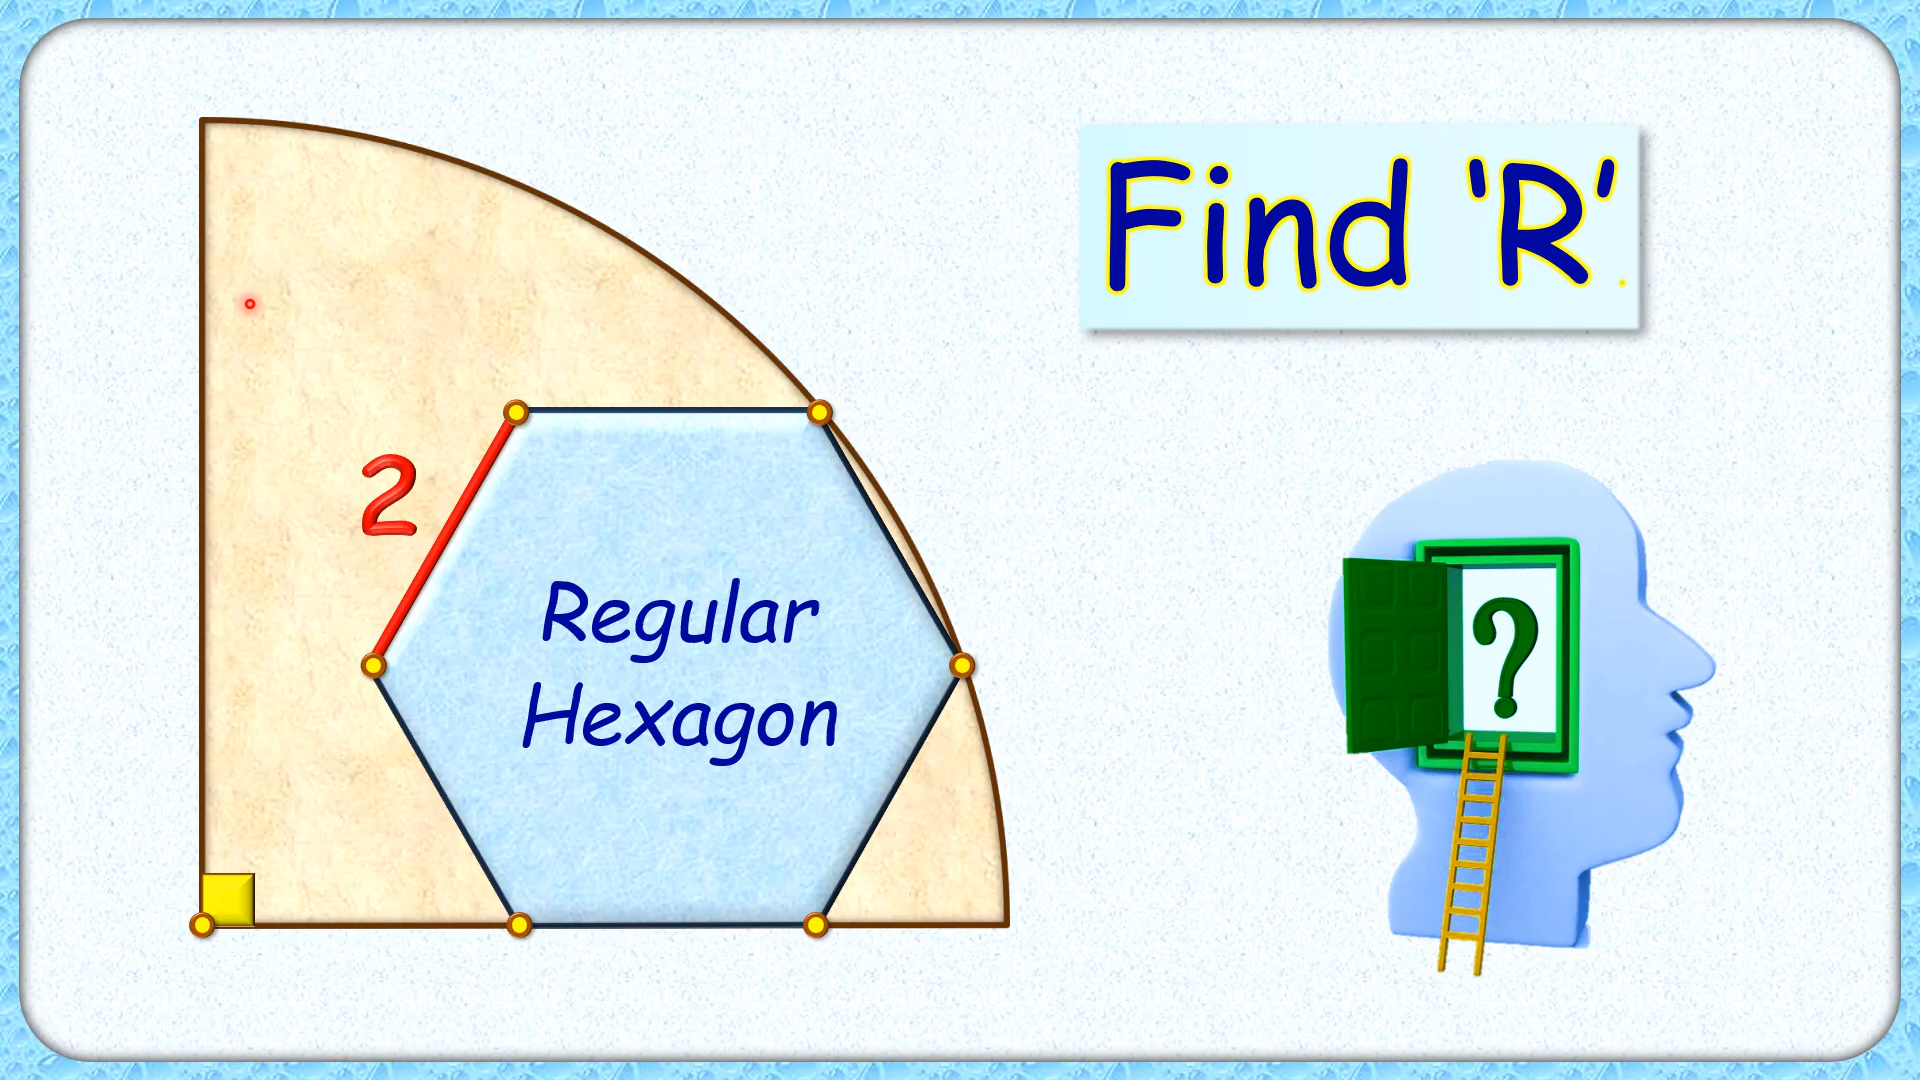 Find ‘R’.
2
Regular
Hexagon
?